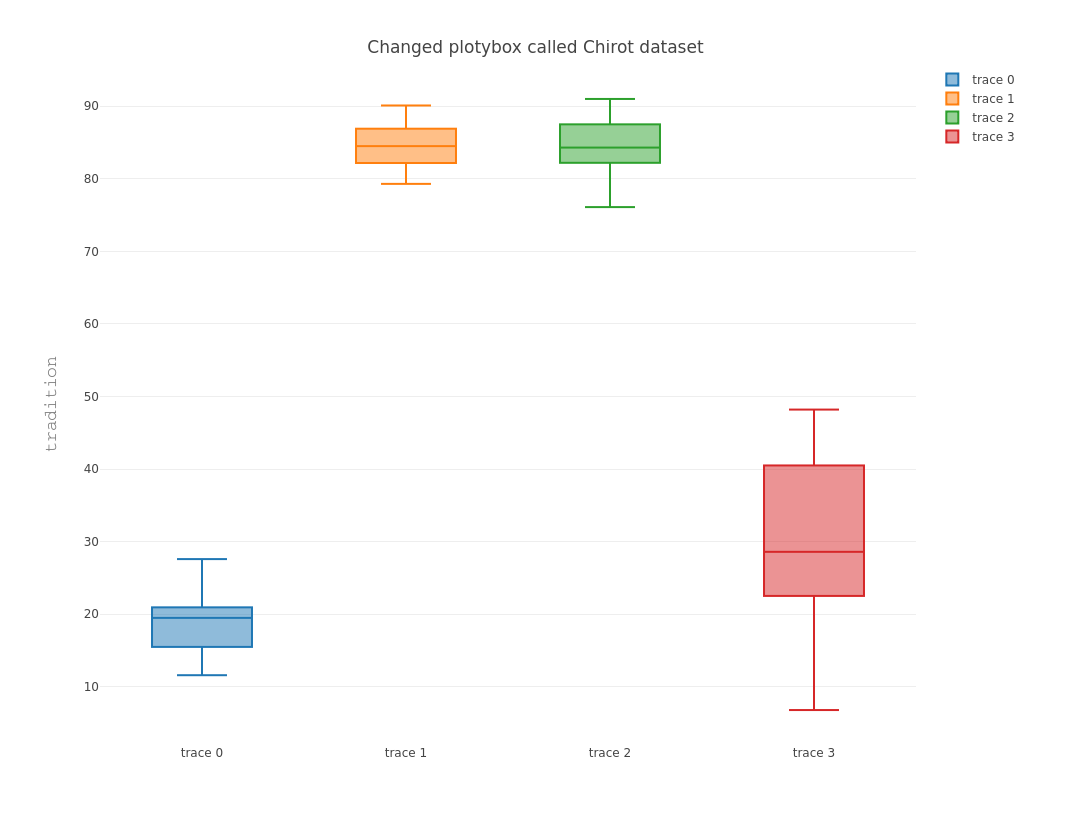 Changed plotybox called Chirot dataset
trace 0
trace 1
trace 2
trace 3
tradition
90
80
70
60
50
40
30
20
10
trace 0
trace 1
trace 2
trace 3